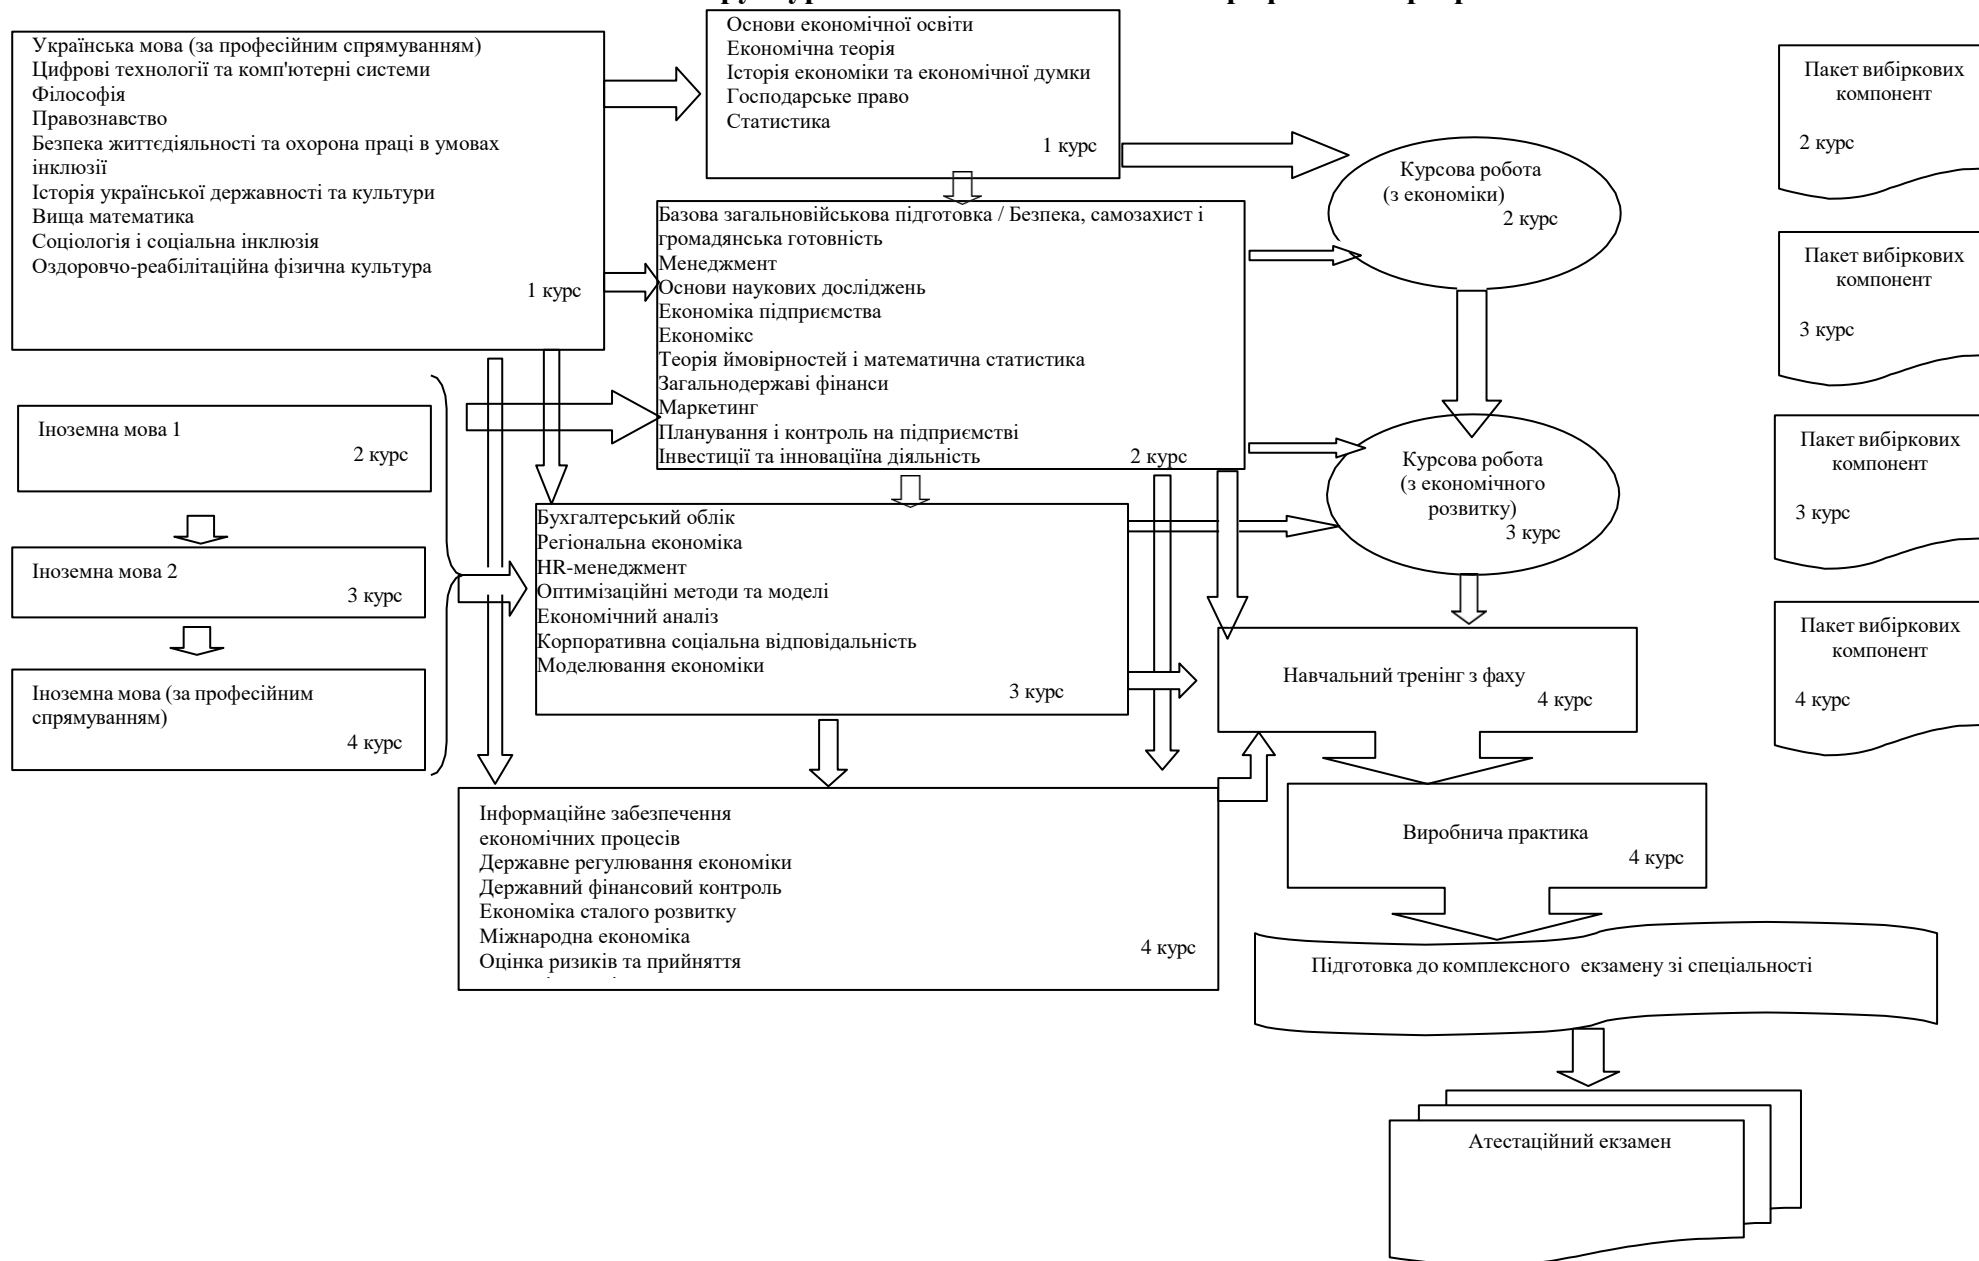 Українська мова (за професійним спрямуванням)
Цифрові технології та комп'ютерні системи
Філософія
Правознавство
Безпека життєдіяльності та охорона праці в умовах
інклюзії
Історія української державності та культури
Вища математика
Соціологія і соціальна інклюзія
Оздоровчо-реабілітаційна фізична культура
1 курс
Основи економічної освіти
Економічна теорія
Історія економіки та економічної думки
Господарське право
Статистика
1 курс
Базова загальновійськова підготовка / Безпека, самозахист і
громадянська готовність
Менеджмент
Основи наукових досліджень
Економіка підприємства
Економікс
Теорія ймовірностей і математична статистика
Загальнодержаві фінанси
Маркетинг
Планування і контроль на підприємстві
Інвестиції та інноваціїна діяльність
2 курс
Курсова робота
(з економіки)
2 курс
Курсова робота
(з економічного
розвитку)
3 курс
Іноземна мова 1
2 курс
Іноземна мова 2
3 курс
Іноземна мова (за професійним
спрямуванням)
4 курс
Бухгалтерський облік
Регіональна економіка
HR-менеджмент
Оптимізаційні методи та моделі
Економічний аналіз
Корпоративна соціальна відповідальність
Моделювання економіки
3 курс
Інформаційне забезпечення
економічних процесів
Державне регулювання економіки
Державний фінансовий контроль
Економіка сталого розвитку
Міжнародна економіка
Оцінка ризиків та прийняття
4 курс
Навчальний тренінг з фаху
4 курс
Виробнича практика
4 курс
Підготовка до комплексного екзамену зі спеціальності
Атестаційний екзамен
Пакет вибіркових
компонент
2 курс
Пакет вибіркових
компонент
3 курс
Пакет вибіркових
компонент
3 курс
Пакет вибіркових
компонент
4 курс